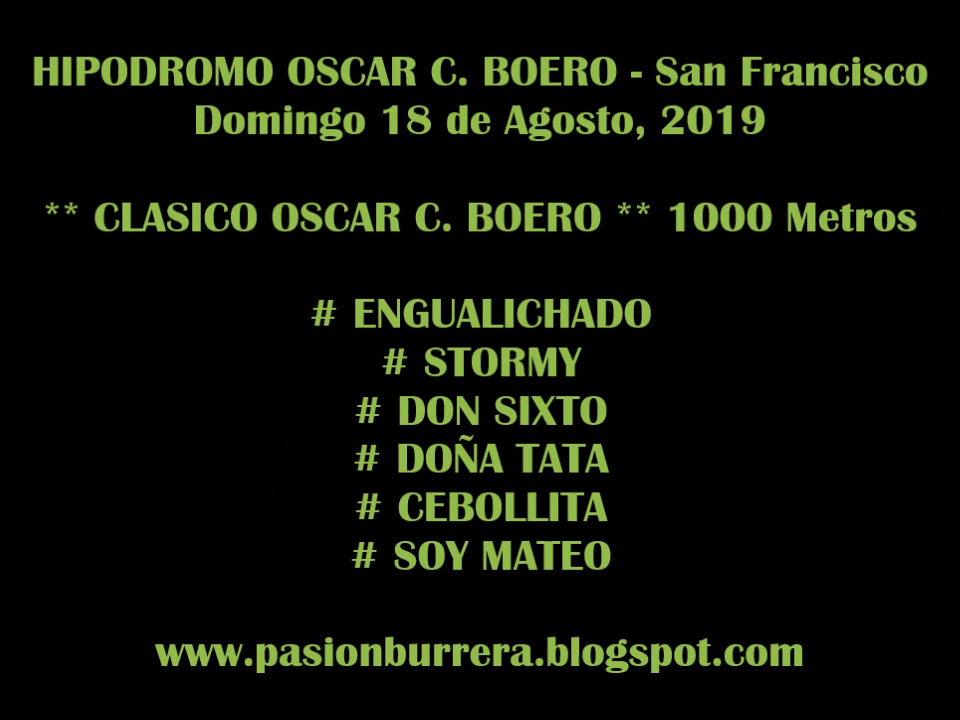 HIPODROMO OSCAR C. BOERO - San Francisco
Domingo 18 de Agosto, 2019
** CLASICO OSCAR C. BOERO ** 1000 Metros
# ENGUALICHADO
# STORMY
# DON SIXTO
# DOÑA TATA
# CEBOLLITA
# SOY MATEO
www.pasionburrera.blogspot.com